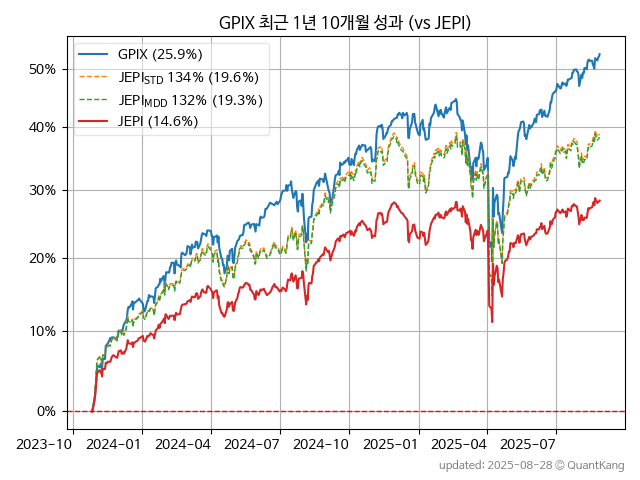 GPIX 최근 1년 10개월 성과 (vs JEPI)
GPIX (25.9%)
JEPI_STD 134% (19.6%)
JEPI_MDD 132% (19.3%)
JEPI (14.6%)
50%
40%
30%
20%
10%
0%
2023-10 2024-01 2024-04 2024-07 2024-10 2025-01 2025-04 2025-07
updated: 2025-08-28 © QuantKang